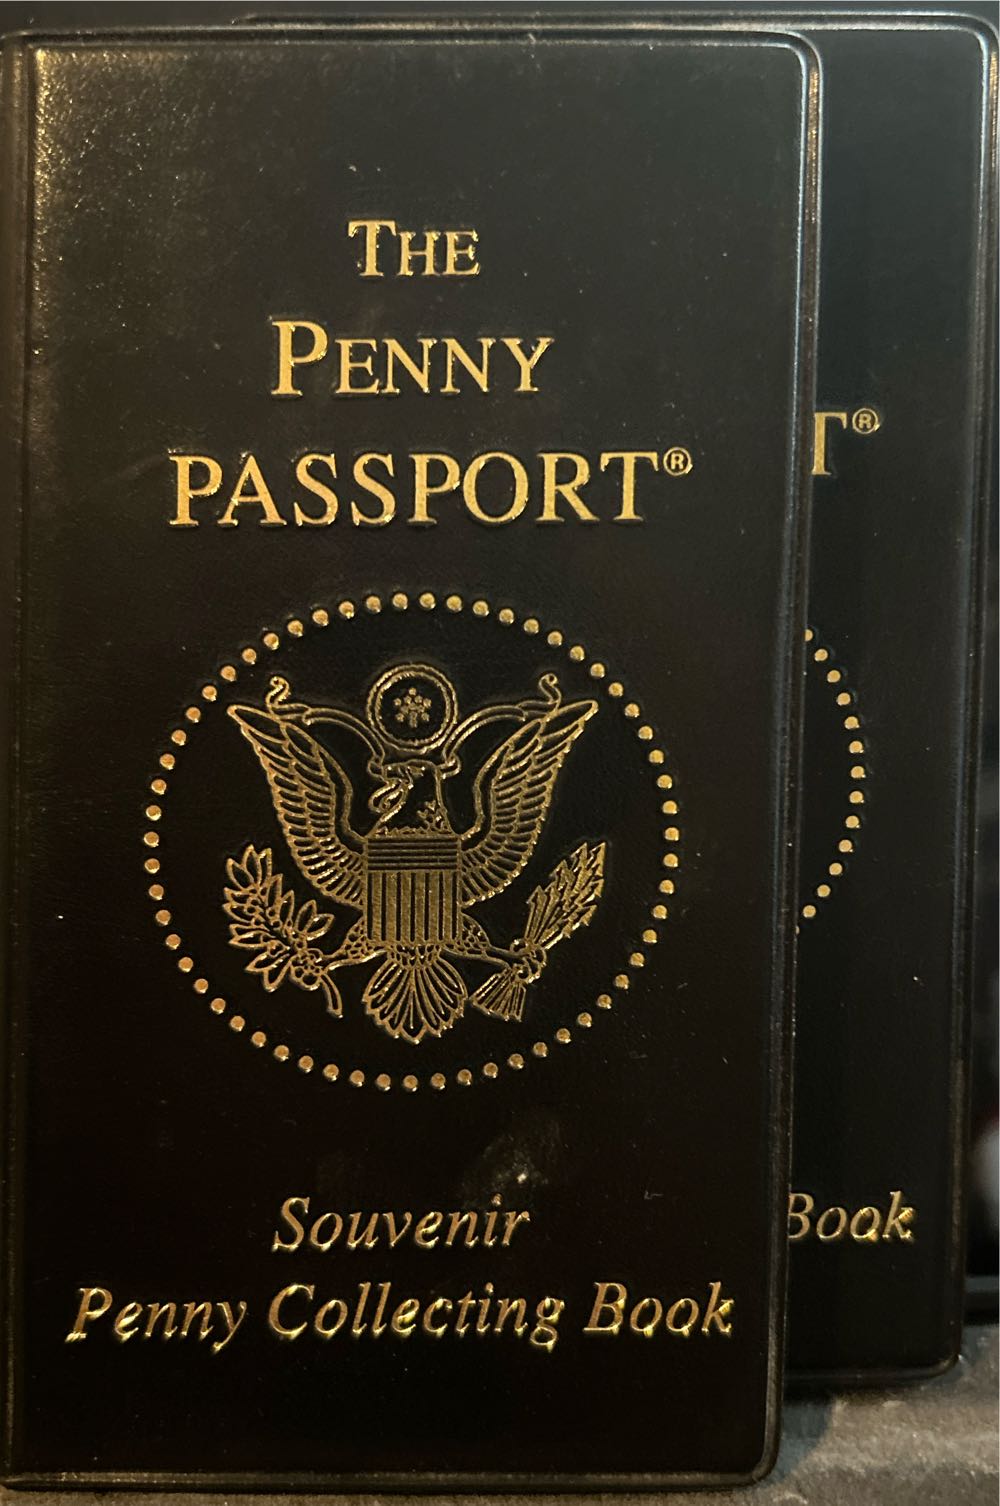 THE
PENNY
PASSPORT®
Souvenir
Penny Collecting Book
T®
Book